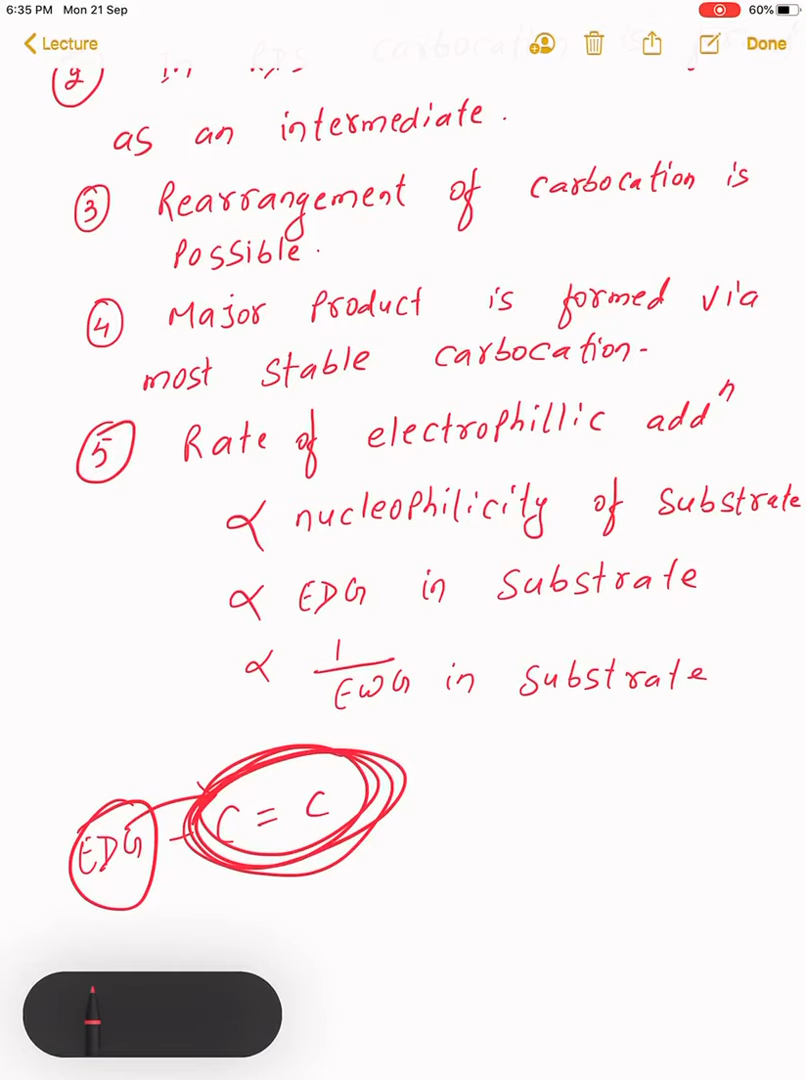 6:35 PM Mon 21 Sep
60%
Lecture
Done
2
as an intermediate.
3 Rearrangement of carbocation is
Possible.
4 Major Product is formed via
most stable carbocation-
5 Rate of electrophillic addⁿ
∝ nucleophilicity of substrate
∝ EDG in substrate
∝ 1/EWG in substrate
EDG - C = C